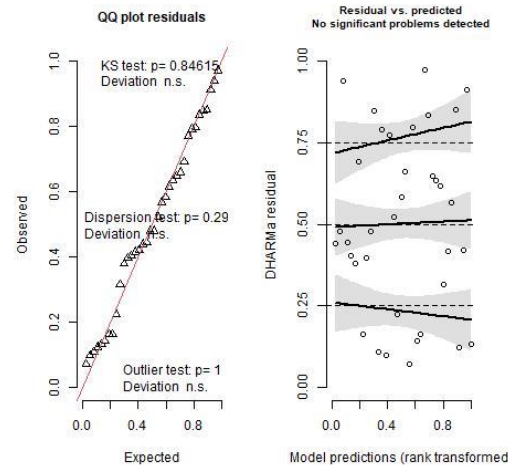 QQ plot residuals
KS test: p= 0.84615
Deviation n.s.
Dispersion test: p= 0.29
Deviation n.s.
Outlier test: p= 1
Deviation n.s.
Observed
0.0
0.2
0.4
0.6
0.8
1.0
0.0
0.4
0.8
Expected
Residual vs. predicted
No significant problems detected
DHARMa residual
0.00
0.25
0.50
0.75
1.00
0.0
0.4
0.8
Model predictions (rank transformed